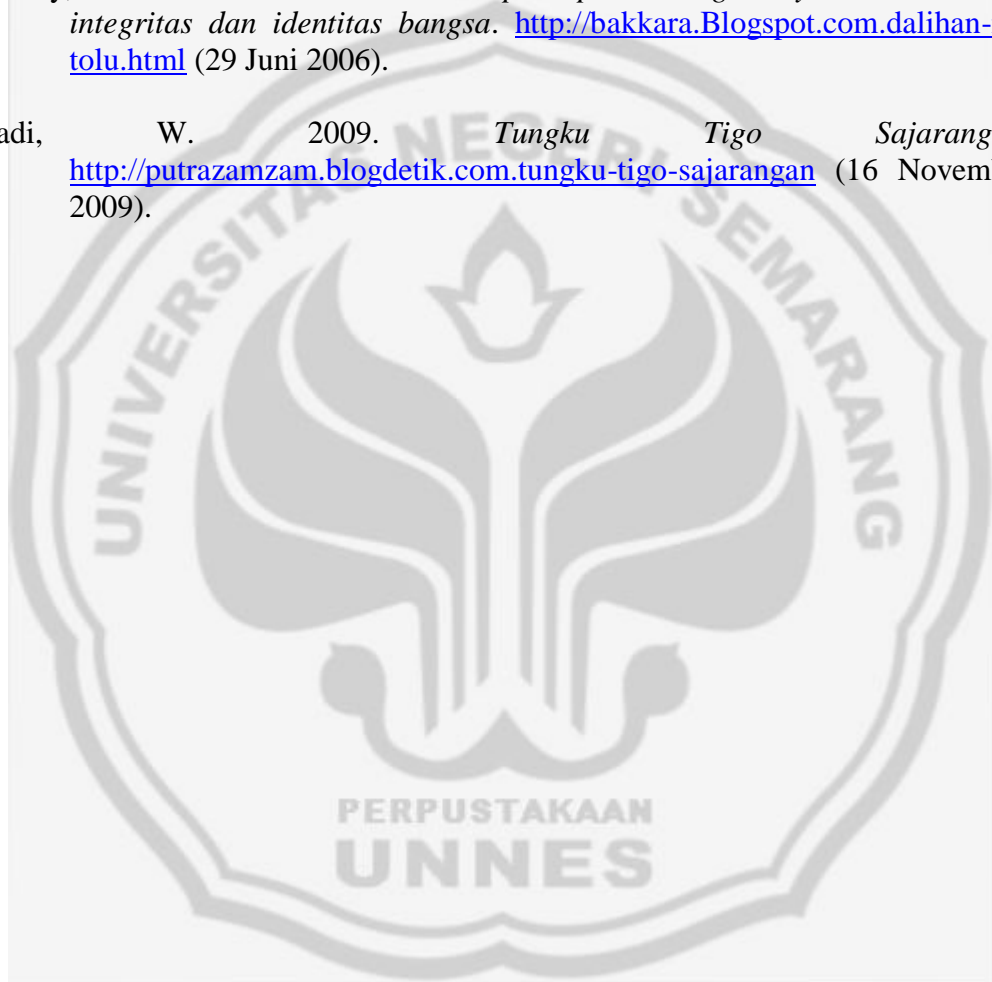 integritas dan identitas bangsa. http://bakkara.Blogspot.com.dalihan-
tolu.html (29 Juni 2006).
adi, W. 2009. Tungku Tigo Sajarang
http://putrazamzam.blogdetik.com.tungku-tigo-sajarangan (16 Novem
2009).
UNIVERSITAS NEGERI SEMARANG
PERPUSTAKAAN
UNNES